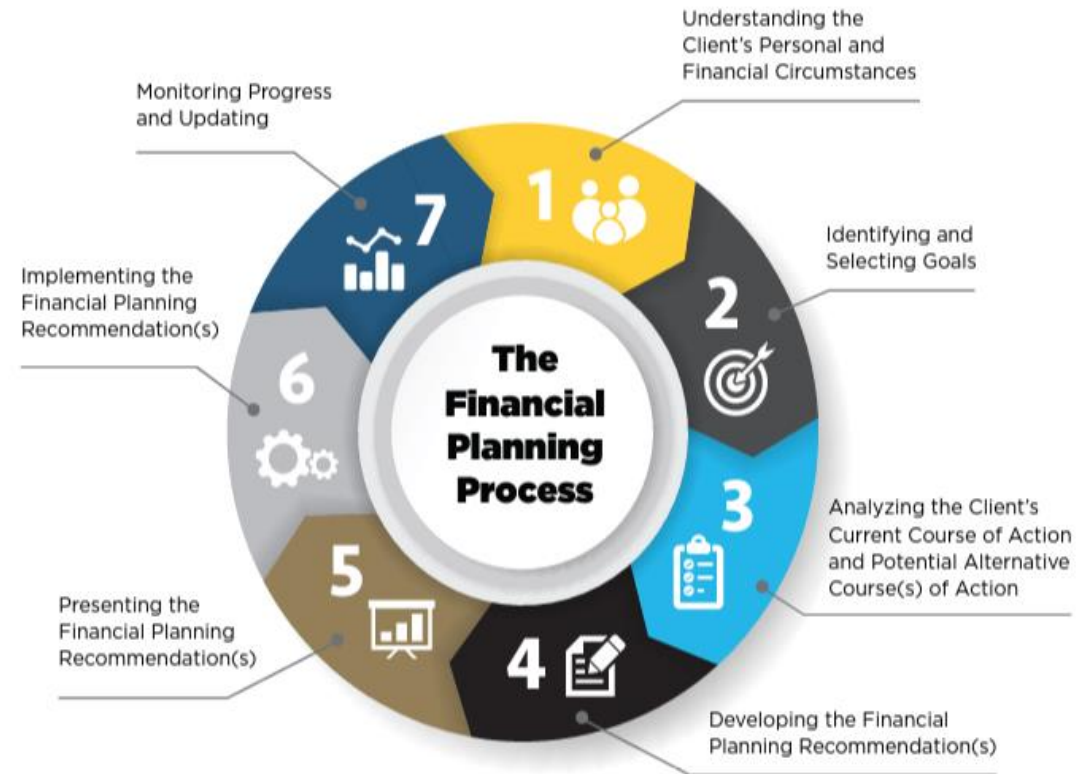 The
Financial
Planning
Process
1
Understanding the
Client's Personal and
Financial Circumstances
2
Identifying and
Selecting Goals
3
Analyzing the Client's
Current Course of Action
and Potential Alternative
Course(s) of Action
4
Developing the Financial
Planning Recommendation(s)
5
Presenting the
Financial Planning
Recommendation(s)
6
Implementing the
Financial Planning
Recommendation(s)
7
Monitoring Progress
and Updating